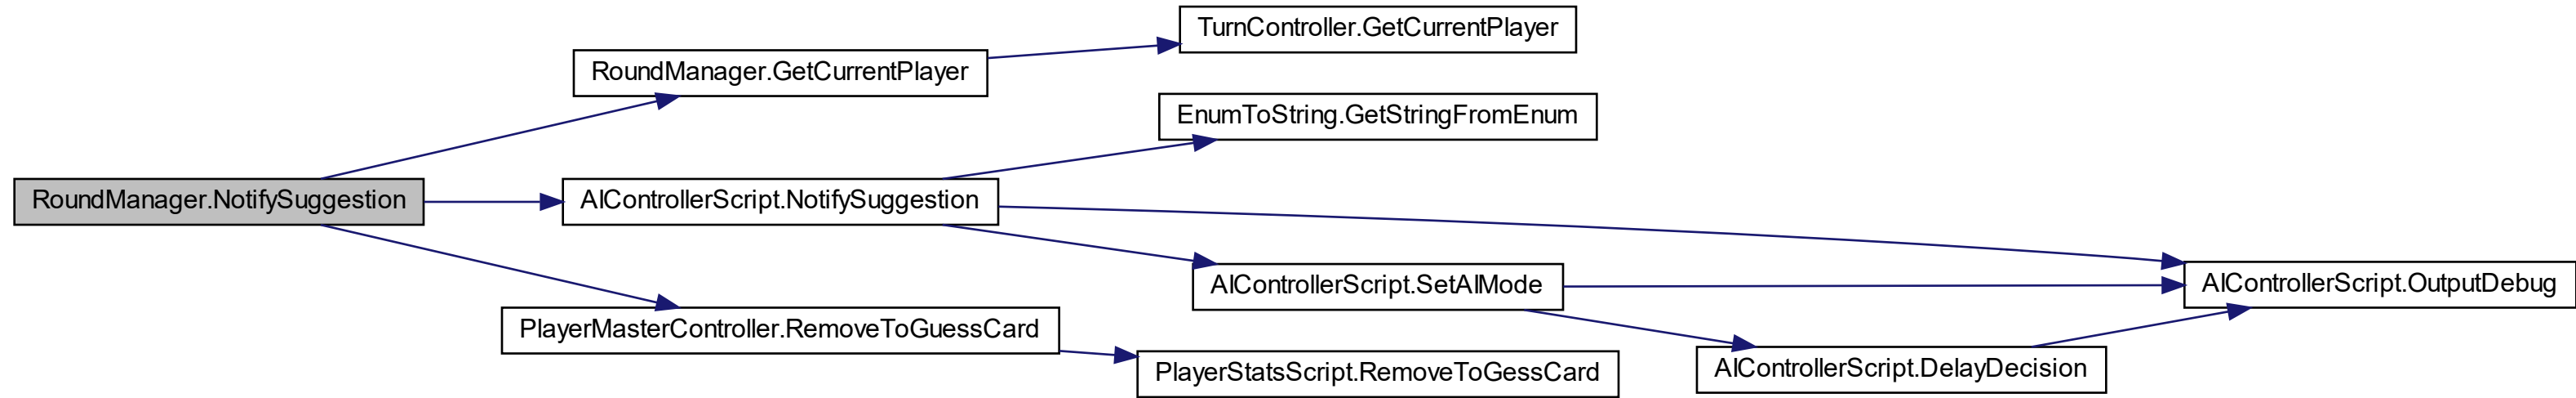 TurnController.GetCurrentPlayer
RoundManager.GetCurrentPlayer
EnumToString.GetStringFromEnum
RoundManager.NotifySuggestion
AIControllerScript.NotifySuggestion
AIControllerScript.SetAIMode
AIControllerScript.OutputDebug
PlayerMasterController.RemoveToGuessCard
PlayerStatsScript.RemoveToGessCard
AIControllerScript.DelayDecision